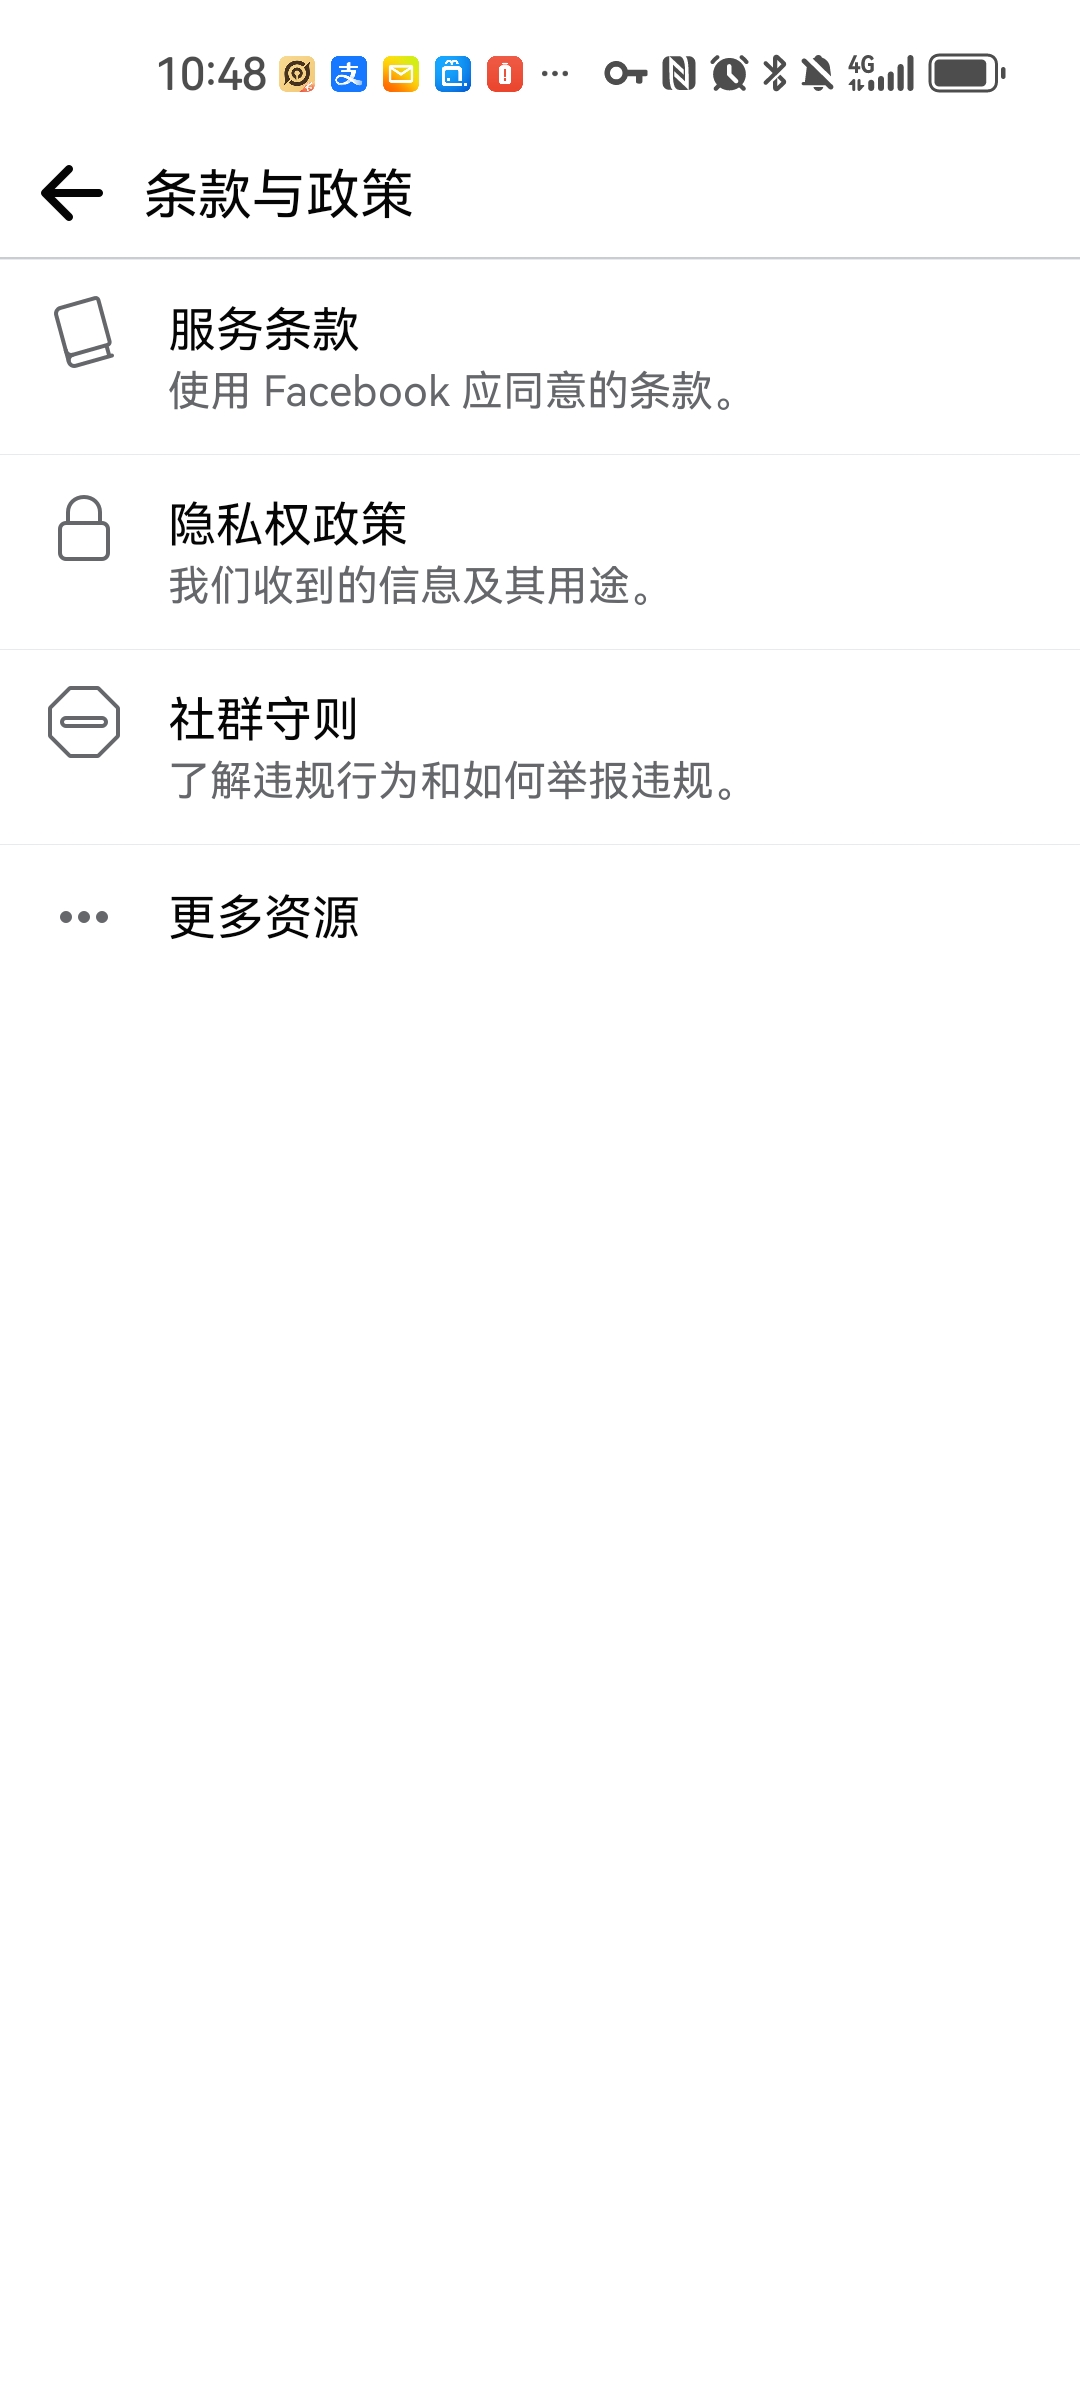 10:48
支
4G
条款与政策
服务条款
使用 Facebook 应同意的条款。
隐私权政策
我们收到的信息及其用途。
社群守则
了解违规行为和如何举报违规。
更多资源